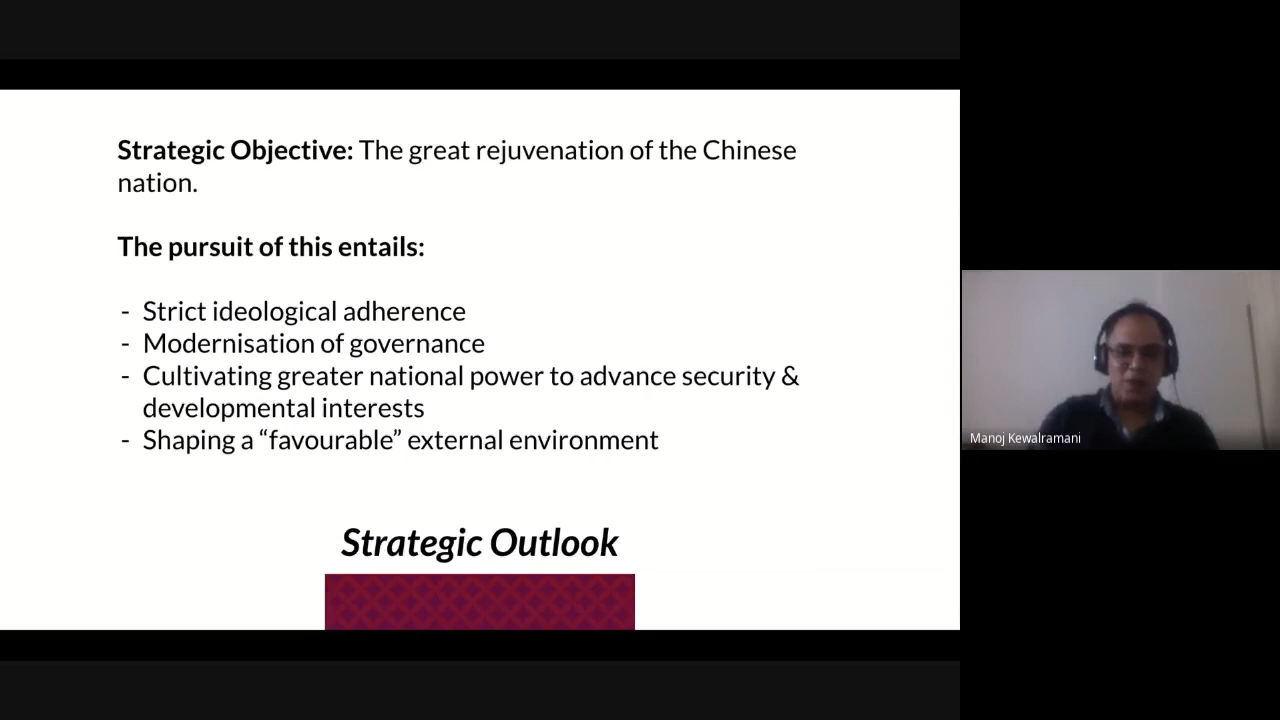 Strategic Objective: The great rejuvenation of the Chinese
nation.
The pursuit of this entails:
- Strict ideological adherence
- Modernisation of governance
- Cultivating greater national power to advance security &
developmental interests
- Shaping a “favourable” external environment
Strategic Outlook
Manoj Kewalramani